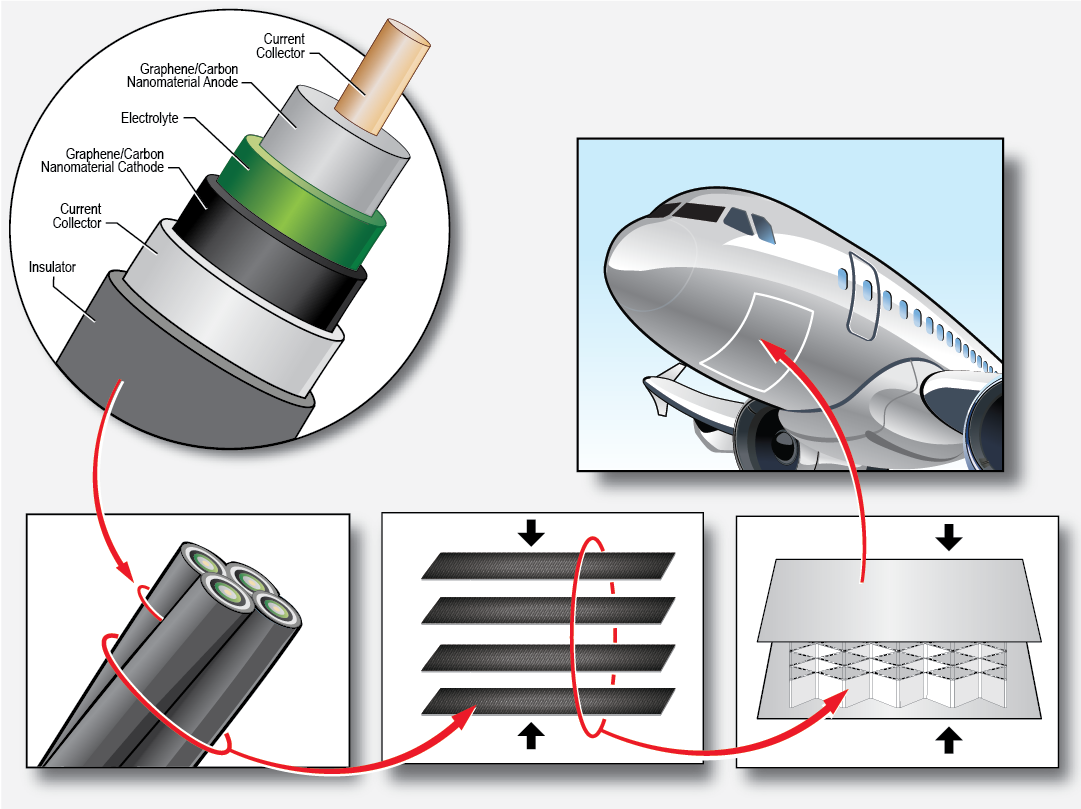 Current
Collector
Graphene/Carbon
Nanomaterial Anode
Electrolyte
Graphene/Carbon
Nanomaterial Cathode
Current
Collector
Insulator